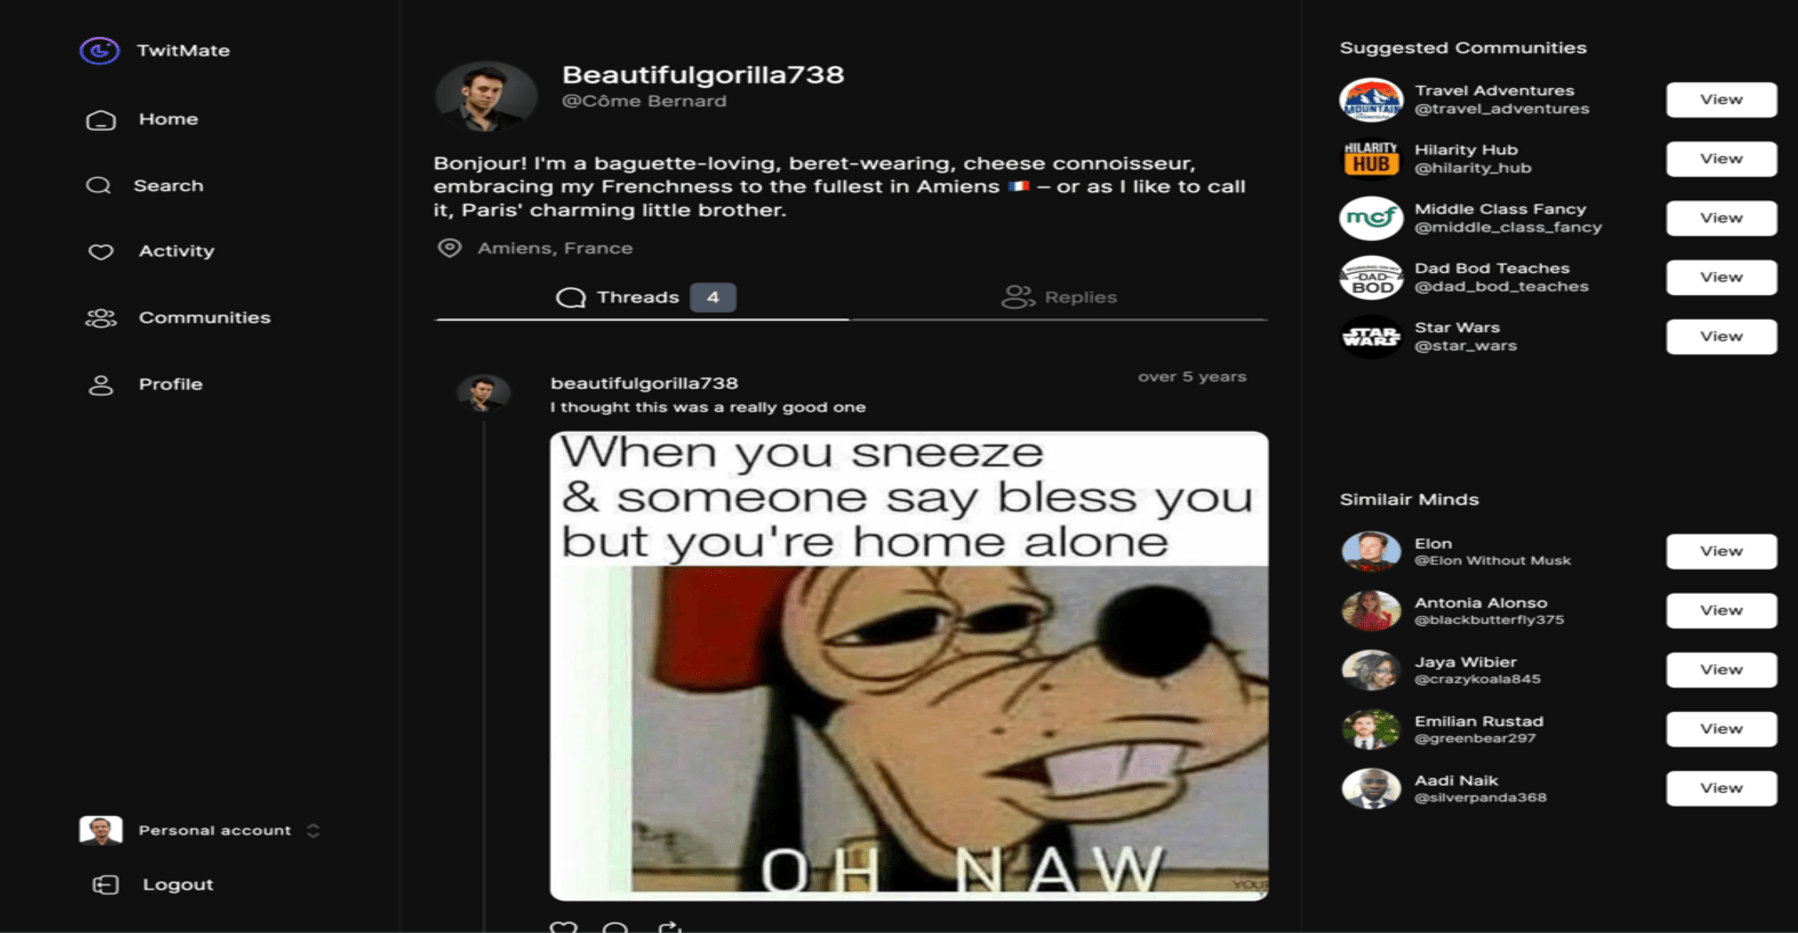 TwitMate
Home
Search
Activity
Communities
Profile
Personal account
Logout
Beautifulgorilla738
@Côme Bernard
Bonjour! I'm a baguette-loving, beret-wearing, cheese connoisseur,
embracing my Frenchness to the fullest in Amiens 🇫🇷 – or as I like to call
it, Paris' charming little brother.
Amiens, France
Threads 4
Replies
beautifulgorilla738
over 5 years
I thought this was a really good one
When you sneeze
& someone say bless you
but you're home alone
OH NAW
Suggested Communities
MOUNTAIN
Travel Adventures
@travel_adventures
View
HILARITY
HUB
Hilarity Hub
@hilarity_hub
View
mcf
Middle Class Fancy
@middle_class_fancy
View
DAD
BOD
Dad Bod Teaches
@dad_bod_teaches
View
STAR
WARS
Star Wars
@star_wars
View
Similair Minds
Elon
@Elon Without Musk
View
Antonia Alonso
@blackbutterfly375
View
Jaya Wibier
@crazykoala845
View
Emilian Rustad
@greenbear297
View
Aadi Naik
@silverpanda368
View